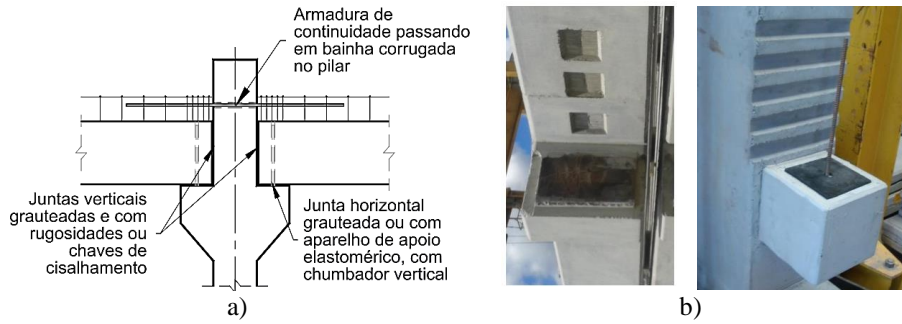 Armadura de
continuidade passando
em bainha corrugada
no pilar
Juntas verticais
grauteadas e com
rugosidades ou
chaves de
cisalhamento
Junta horizontal
grauteada ou com
aparelho de apoio
elastomérico, com
chumbador vertical
a)
b)